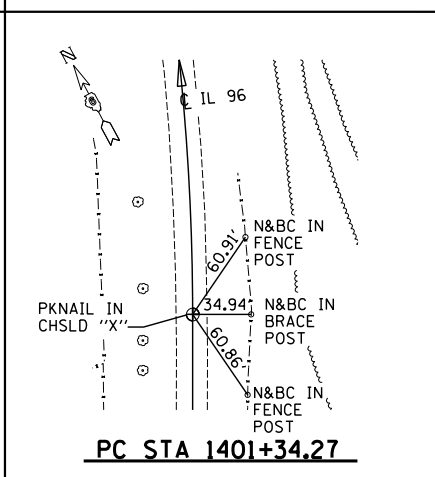 N
℄ IL 96
N&BC IN
FENCE
POST
60.91'
PKNAIL IN
CHSLD "X"
34.94'
N&BC IN
BRACE
POST
60.86'
N&BC IN
FENCE
POST
PC STA 1401+34.27